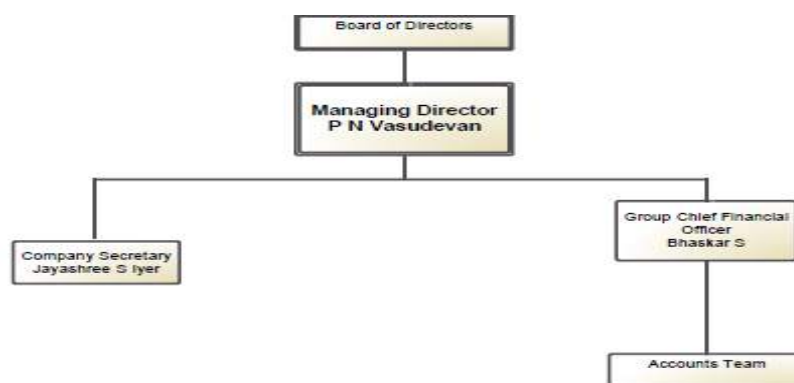 Board of Directors
Managing Director
P N Vasudevan
Group Chief Financial
Officer
Bhaskar S
Company Secretary
Jayashree S Iyer
Accounts Team